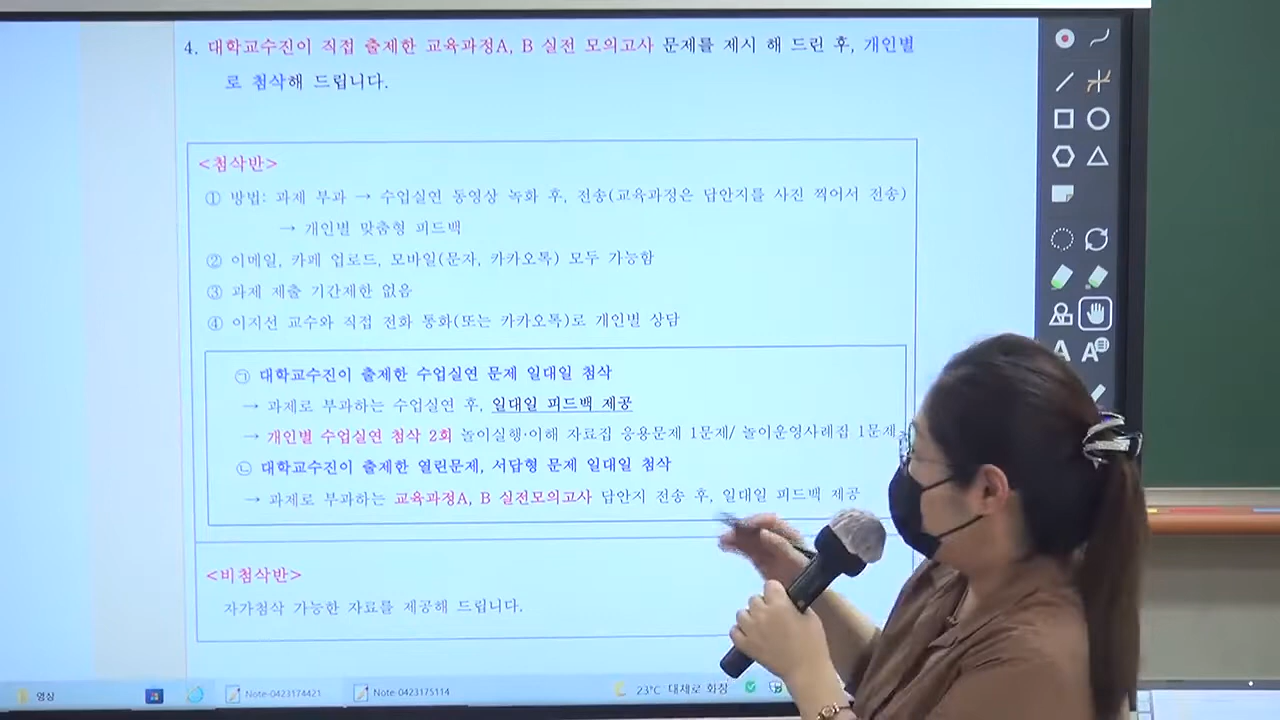 4. 대학교수진이 직접 출제한 교육과정A, B 실전 모의고사 문제를 제시 해 드린 후, 개인별
로 첨삭해 드립니다.
<첨삭반>
① 방법: 과제 부과 → 수업실연 동영상 녹화 후, 전송(교육과정은 답안지를 사진 찍어서 전송)
→ 개인별 맞춤형 피드백
② 이메일, 카페 업로드, 모바일(문자, 카카오톡) 모두 가능함
③ 과제 제출 기간제한 없음
④ 이지선 교수와 직접 전화 통화(또는 카카오톡)로 개인별 상담
㉠ 대학교수진이 출제한 수업실연 문제 일대일 첨삭
→ 과제로 부과하는 수업실연 후, 일대일 피드백 제공
→ 개인별 수업실연 첨삭 2회 놀이실행·이해 자료집 응용문제 1문제/ 놀이운영사례집 1문제
㉡ 대학교수진이 출제한 열린문제, 서답형 문제 일대일 첨삭
→ 과제로 부과하는 교육과정A, B 실전모의고사 답안지 전송 후, 일대일 피드백 제공
<비첨삭반>
자가첨삭 가능한 자료를 제공해 드립니다.
영상
Note-0423174421
Note-0423175114
23°C 대체로 화창